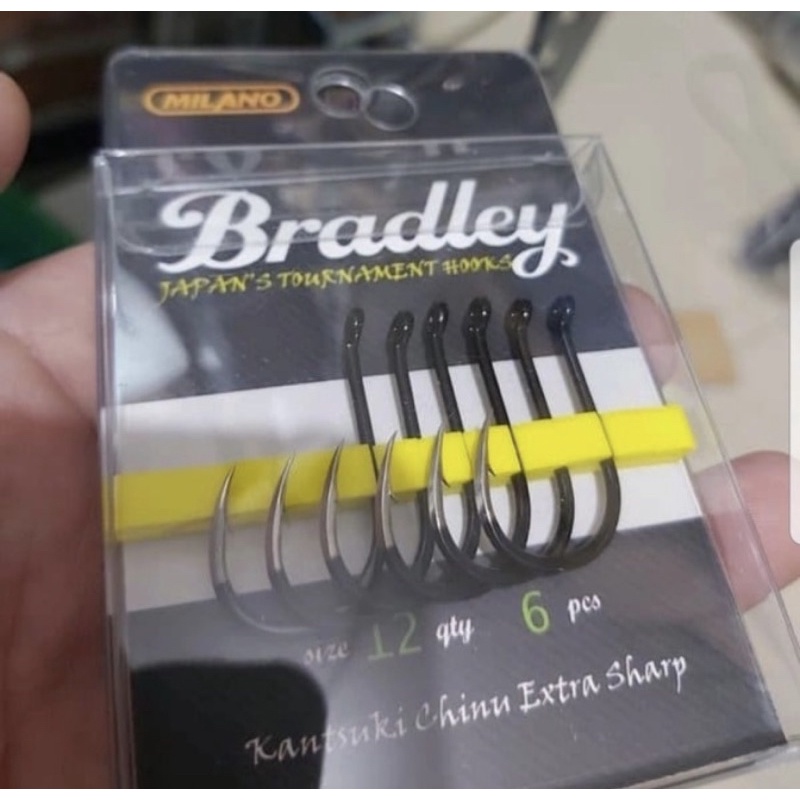 MILANO
Bradley
JAPAN'S TOURNAMENT HOOKS
size 12 qty 6 pcs
Kantsuki Chinu Extra Sharp